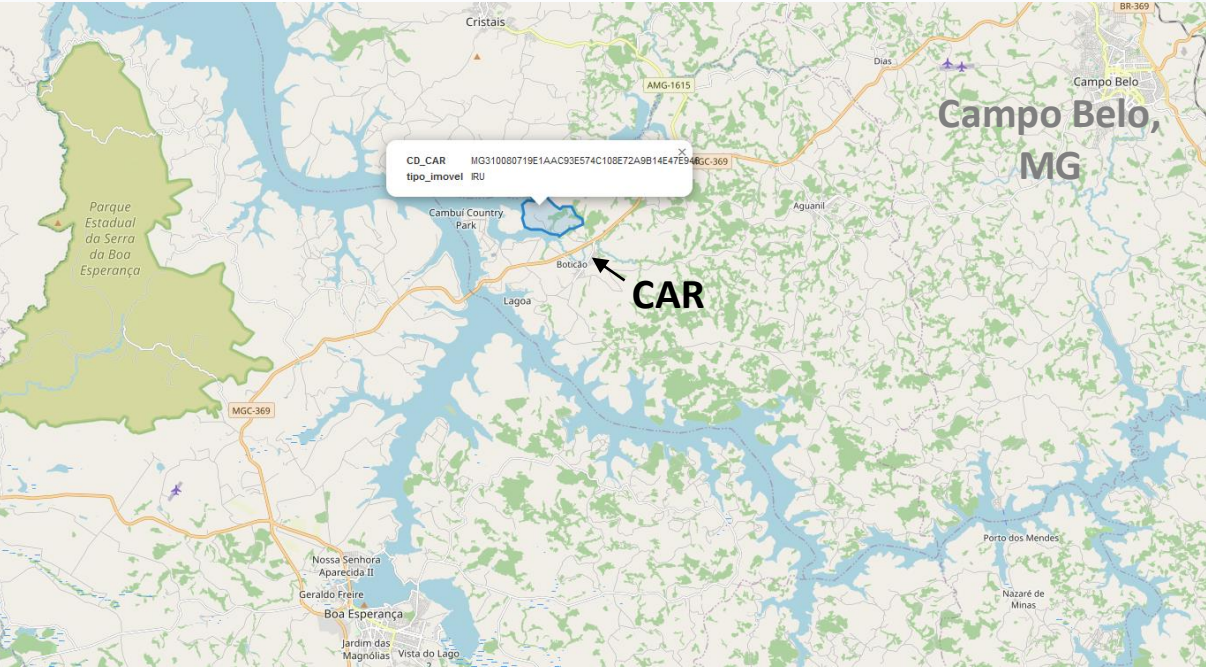 BR-369
Cristais
Dias
Campo Belo
AMG-1615
Campo Belo,
MG
CD_CAR MG310080719E1AAC93E574C108E72A9B14E47E946
MGC-369
tipo_imovel IRU
Parque
Estadual
da Serra
da Boa
Esperança
Cambuí Country
Park
Aguanil
Boticão
CAR
Lagoa
MGC-369
Porto dos Mendes
Nossa Senhora
Aparecida II
Geraldo Freire
Nazaré de
Minas
Boa Esperança
Jardim das
Magnólias
Vista do Lago